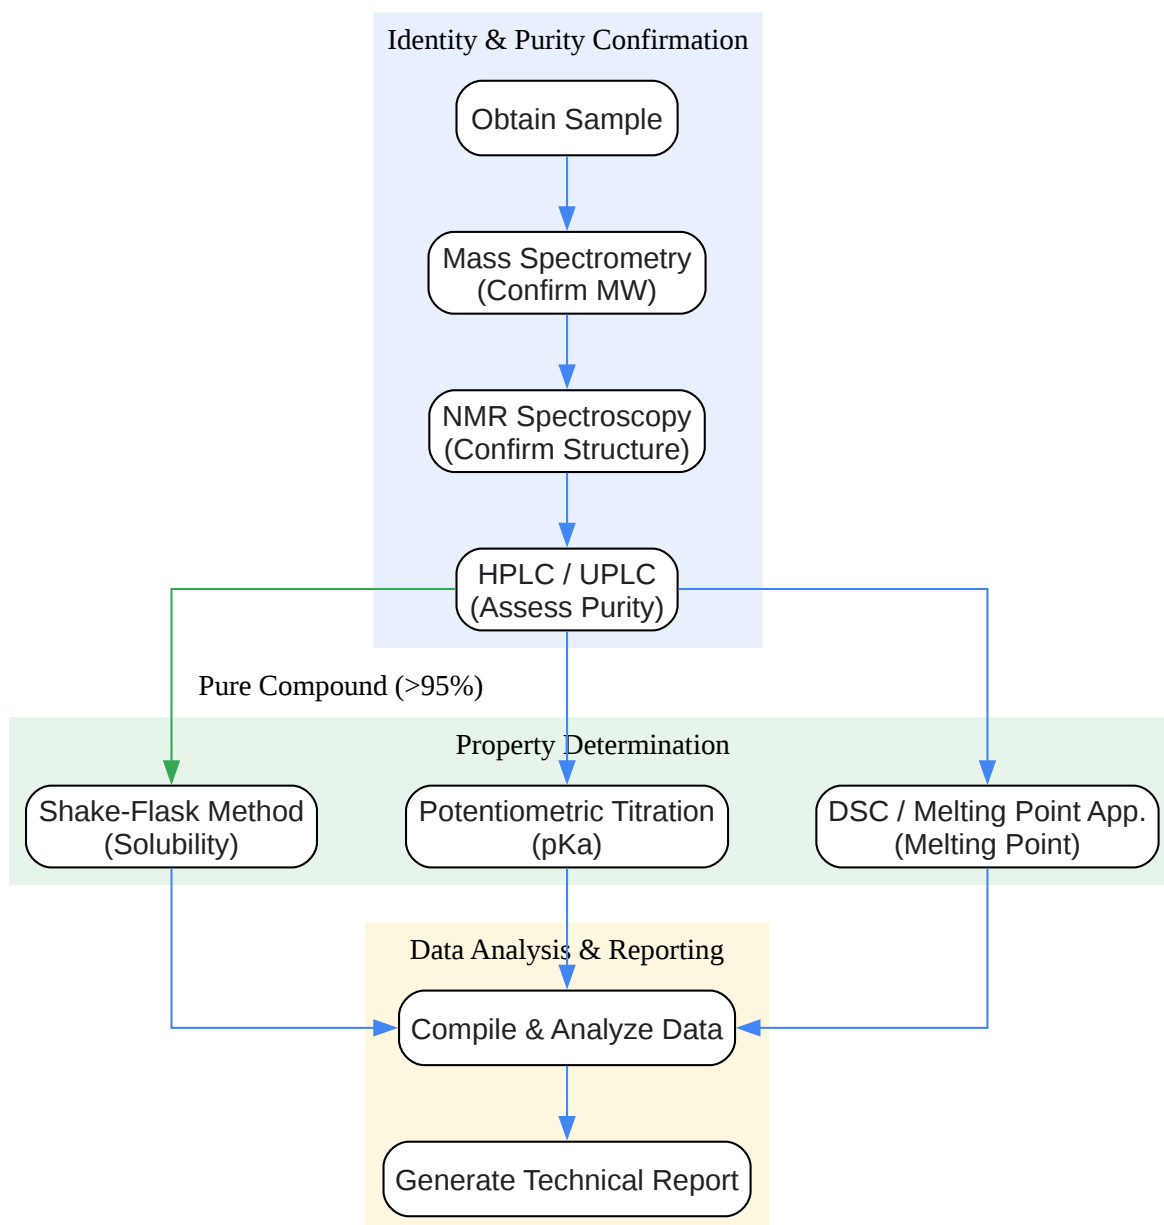 Identity & Purity Confirmation
Obtain Sample
Mass Spectrometry
(Confirm MW)
NMR Spectroscopy
(Confirm Structure)
HPLC / UPLC
(Assess Purity)
Pure Compound (>95%)
Property Determination
Shake-Flask Method
(Solubility)
Potentiometric Titration
(pKa)
DSC / Melting Point App.
(Melting Point)
Data Analysis & Reporting
Compile & Analyze Data
Generate Technical Report